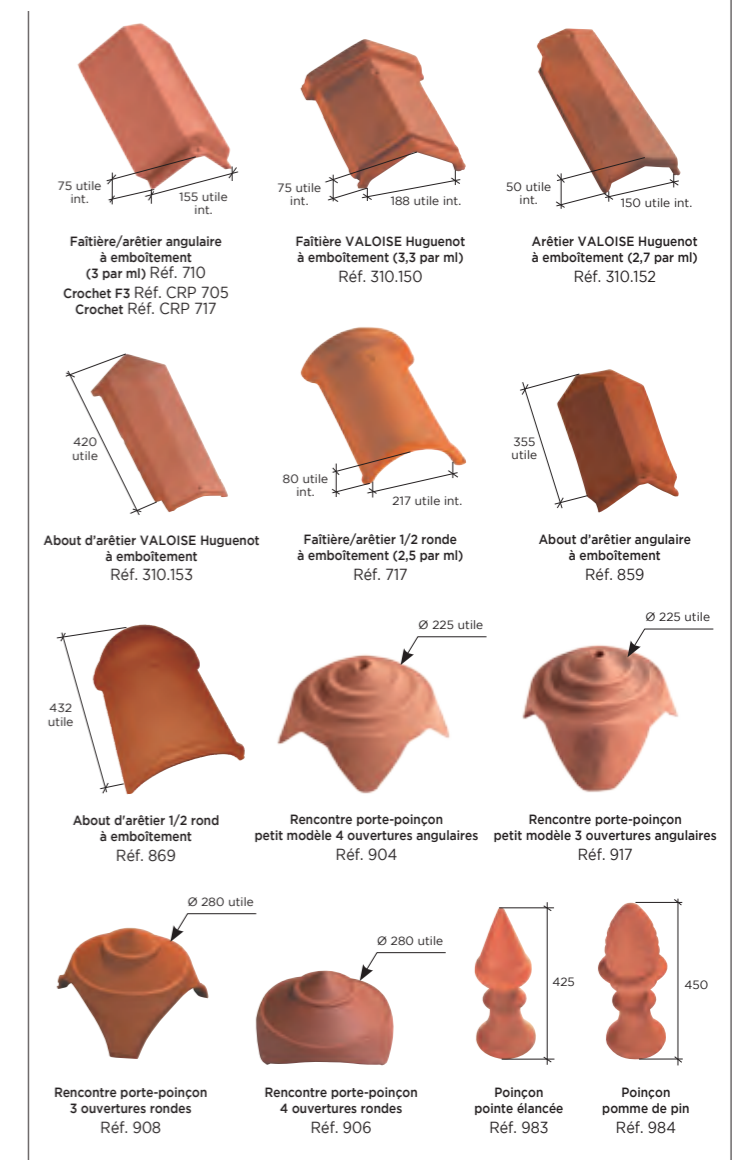 75 utile
int.
155 utile
int.
75 utile
int.
188 utile int.
50 utile
int.
150 utile int.
Faîtière/arêtier angulaire
à emboîtement
(3 par ml) Réf. 710
Crochet F3 Réf. CRP 705
Crochet Réf. CRP 717
Faîtière VALOISE Huguenot
à emboîtement (3,3 par ml)
Réf. 310.150
Arêtier VALOISE Huguenot
à emboîtement (2,7 par ml)
Réf. 310.152
420
utile
80 utile
int.
217 utile int.
355
utile
About d'arêtier VALOISE Huguenot
à emboîtement
Réf. 310.153
Faîtière/arêtier 1/2 ronde
à emboîtement (2,5 par ml)
Réf. 717
About d'arêtier angulaire
à emboîtement
Réf. 859
432
utile
Ø 225 utile
Ø 225 utile
About d'arêtier 1/2 rond
à emboîtement
Réf. 869
Rencontre porte-poinçon
petit modèle 4 ouvertures angulaires
Réf. 904
Rencontre porte-poinçon
petit modèle 3 ouvertures angulaires
Réf. 917
Ø 280 utile
Ø 280 utile
425
450
Rencontre porte-poinçon
3 ouvertures rondes
Réf. 908
Rencontre porte-poinçon
4 ouvertures rondes
Réf. 906
Poinçon
pointe élancée
Réf. 983
Poinçon
pomme de pin
Réf. 984